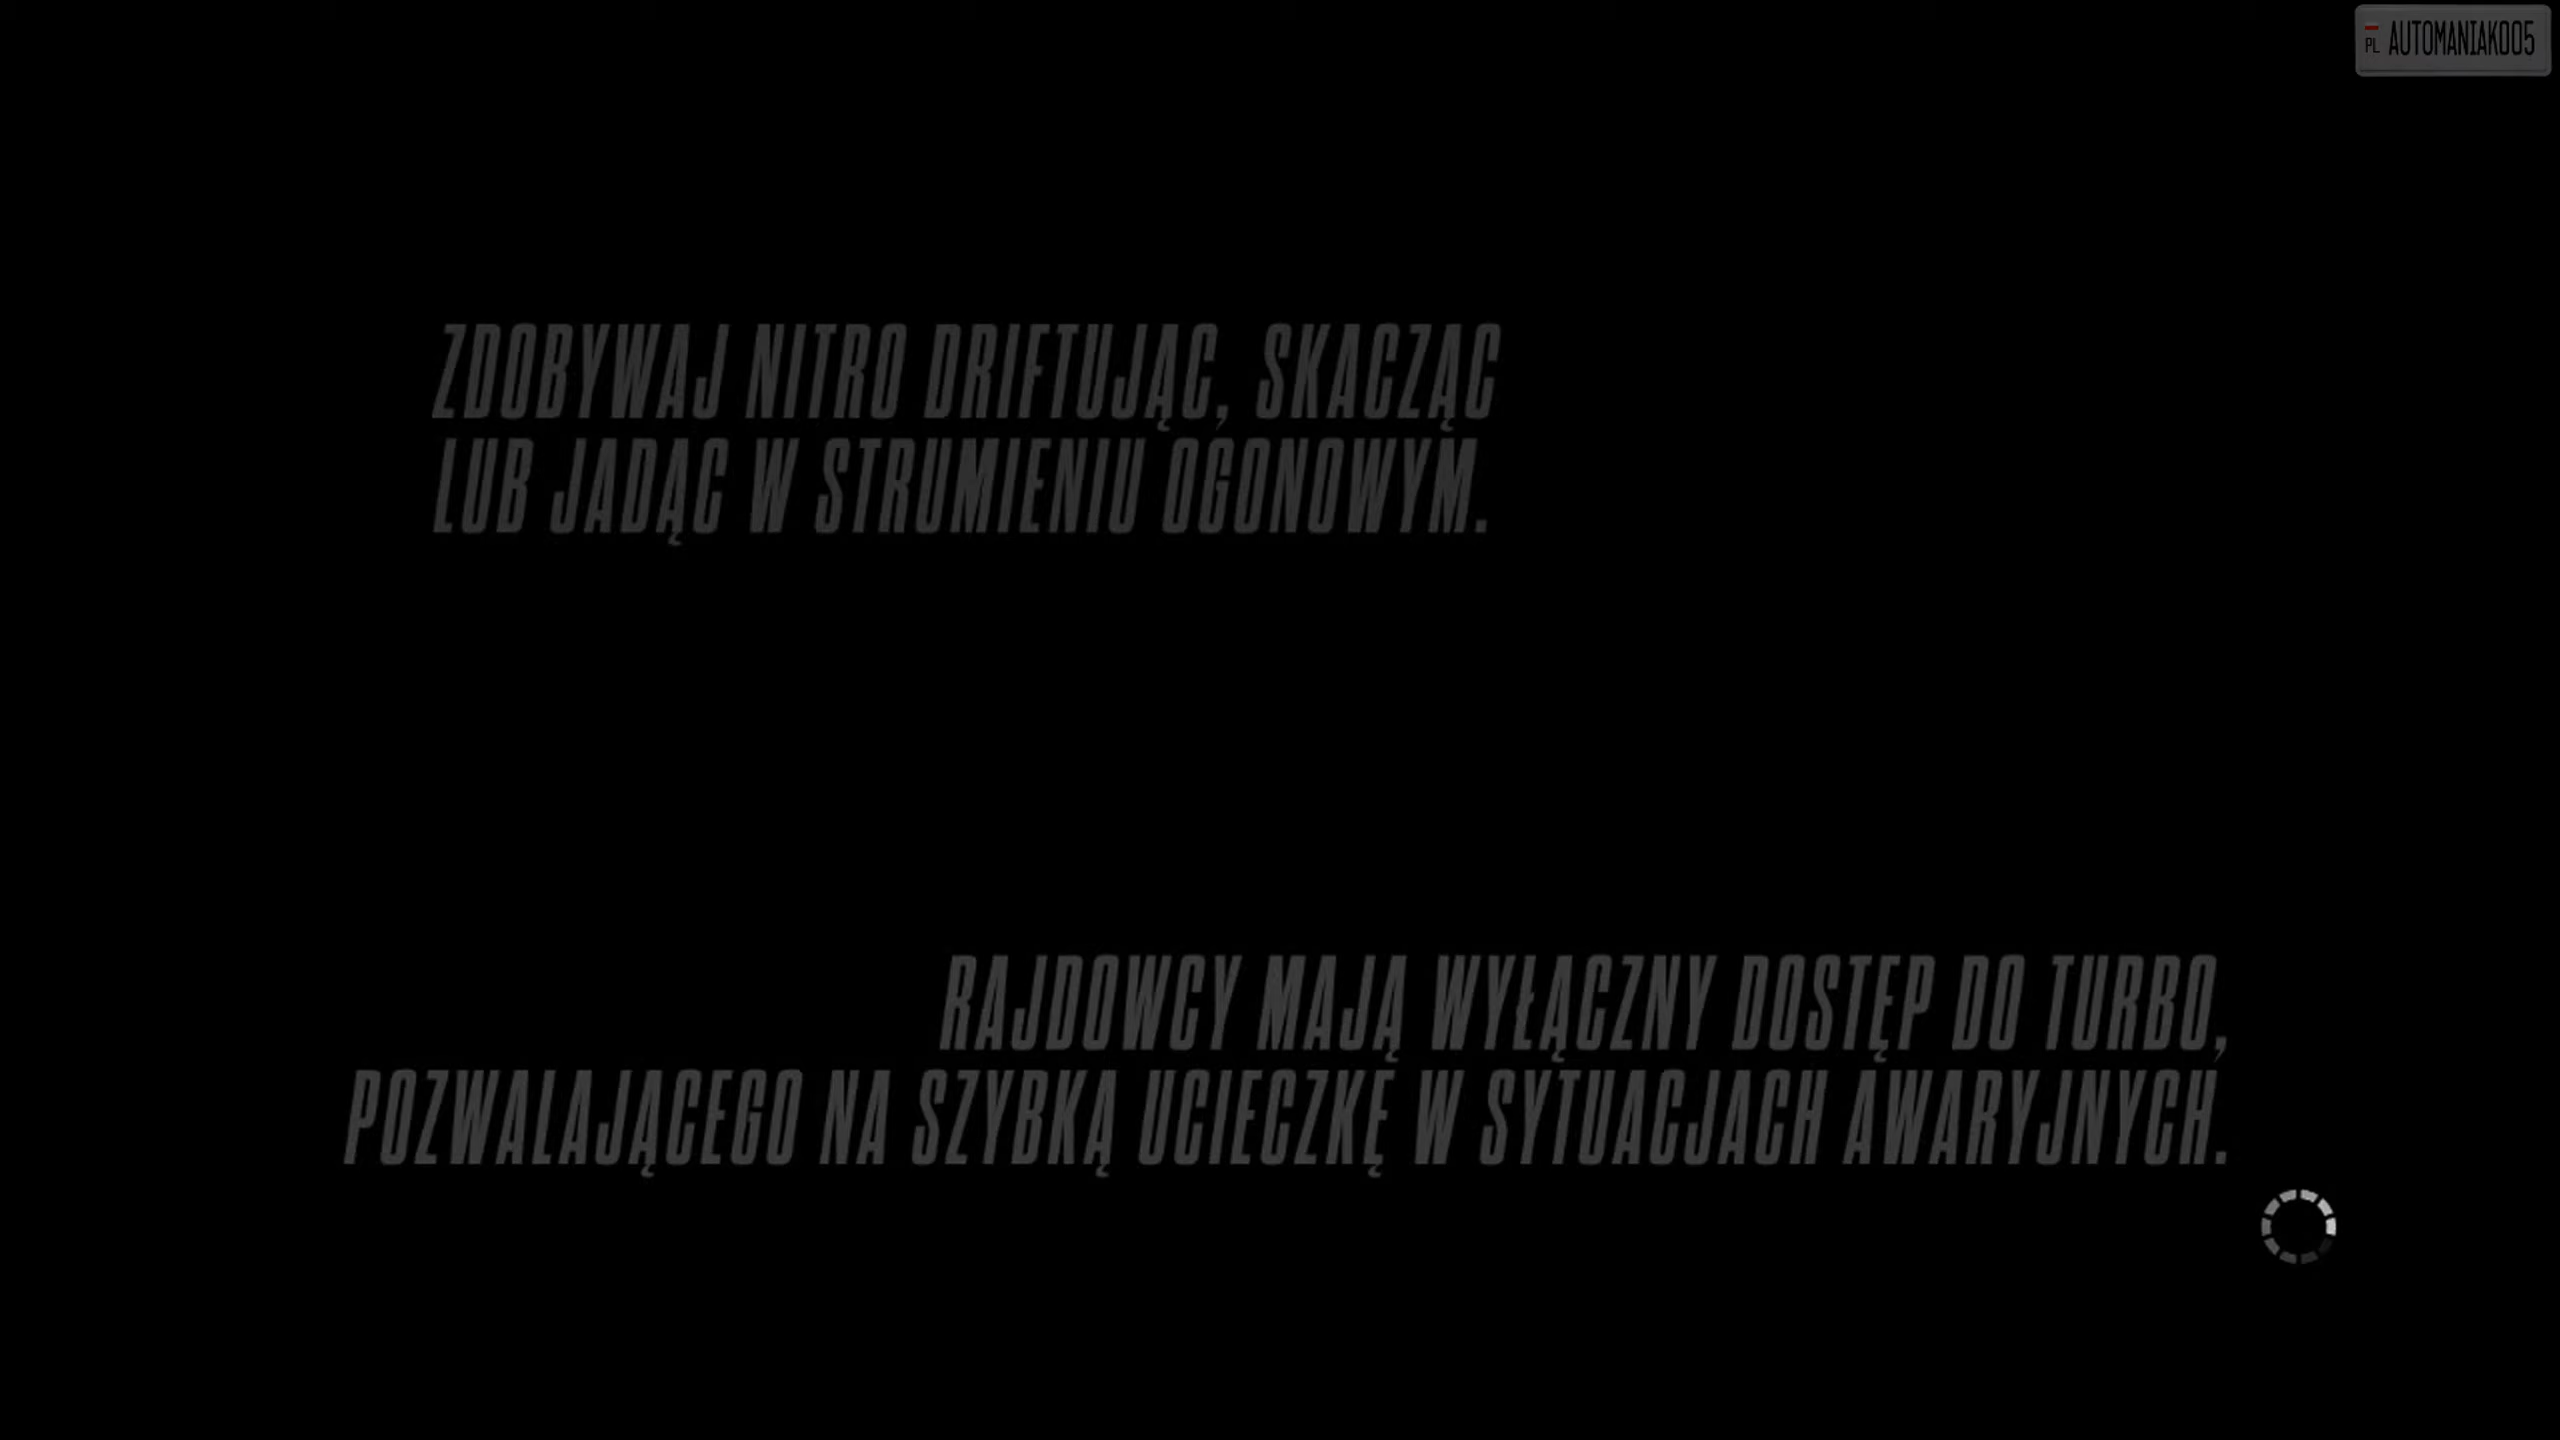 PL AUTOMANIAK005
ZDOBYWAJ NITRO DRIFTUJĄC, SKACZĄC
LUB JADĄC W STRUMIENIU OGONOWYM.
RAJDOWCY MAJĄ WYŁĄCZNY DOSTĘP DO TURBO,
POZWALAJĄCEGO NA SZYBKĄ UCIECZKĘ W SYTUACJACH AWARYJNYCH.